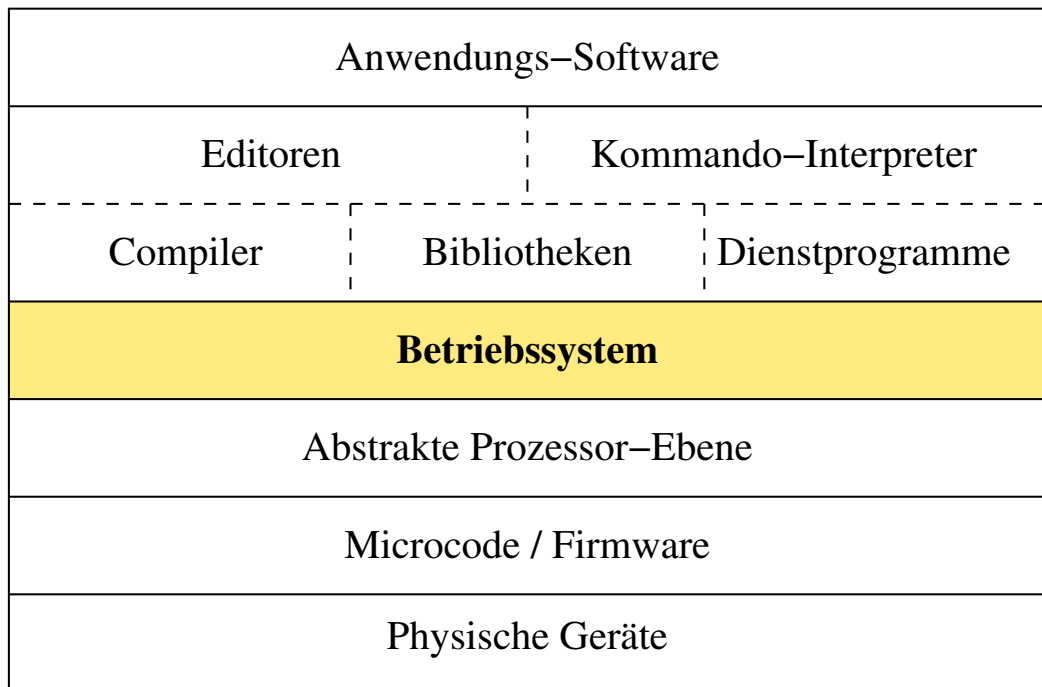 Anwendungs−Software
Editoren Kommando−Interpreter
Compiler Bibliotheken Dienstprogramme
Betriebssystem
Abstrakte Prozessor−Ebene
Microcode / Firmware
Physische Geräte